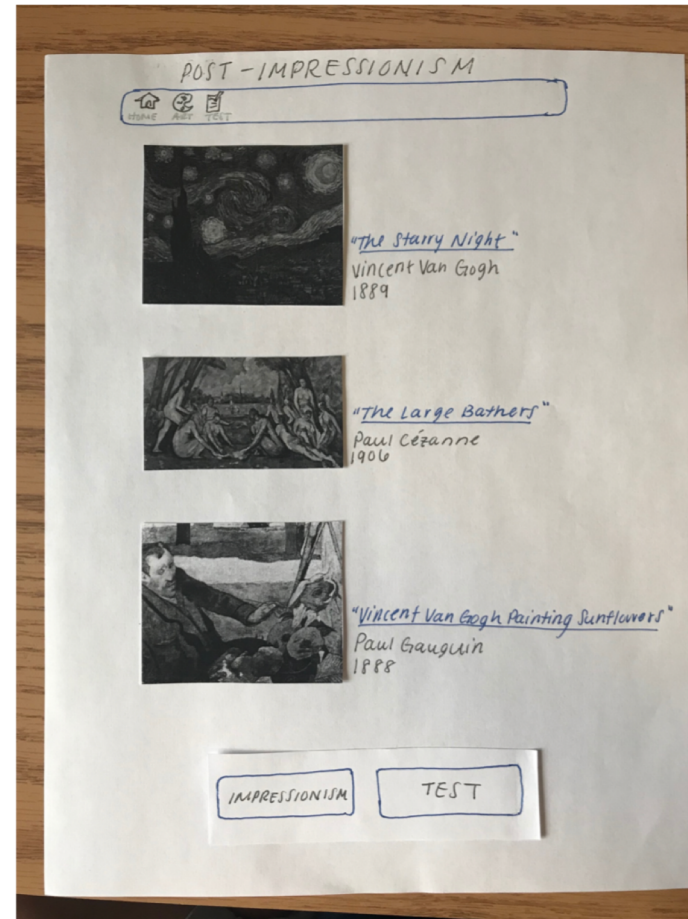 POST-IMPRESSIONISM
HOME ART TEST
"The Starry Night"
Vincent Van Gogh
1889
"The Large Bathers"
Paul Cézanne
1906
"Vincent Van Gogh Painting Sunflowers"
Paul Gauguin
1888
IMPRESSIONISM TEST